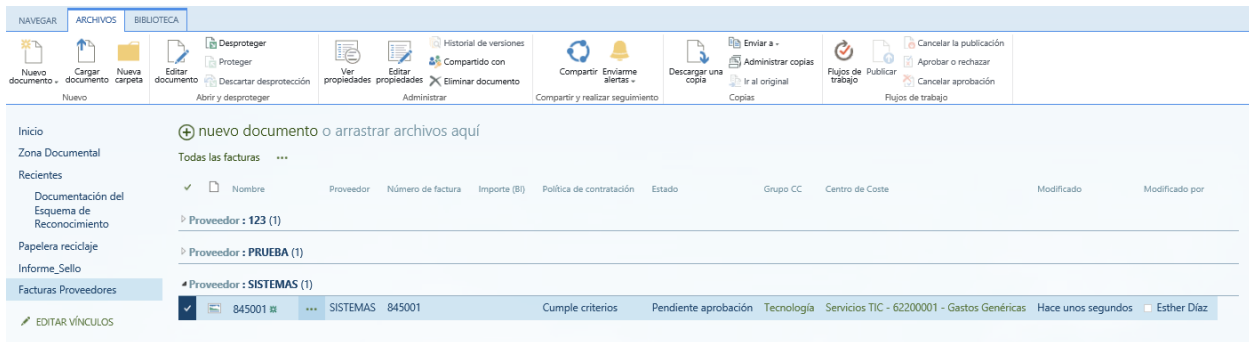 NAVEGAR ARCHIVOS BIBLIOTECA
Nuevo documento Cargar documento Nueva carpeta
Nuevo
Editar documento
Desproteger
Proteger
Descartar desprotección
Abrir y desproteger
Ver propiedades Editar propiedades
Historial de versiones
Compartido con
Eliminar documento
Administrar
Compartir Enviarme alertas
Compartir y realizar seguimiento
Descargar una copia
Enviar a
Administrar copias
Ir al original
Copias
Flujos de trabajo Publicar
Cancelar la publicación
Aprobar o rechazar
Cancelar aprobación
Flujos de trabajo
Inicio
Zona Documental
Recientes
Documentación del
Esquema de
Reconocimiento
Papelera reciclaje
Informe_Sello
Facturas Proveedores
EDITAR VÍNCULOS
nuevo documento o arrastrar archivos aquí
Todas las facturas ...
Nombre Proveedor Número de factura Importe (BI) Política de contratación Estado Grupo CC Centro de Coste Modificado Modificado por
Proveedor : 123 (1)
Proveedor : PRUEBA (1)
Proveedor : SISTEMAS (1)
845001 ... SISTEMAS 845001 Cumple criterios Pendiente aprobación Tecnología Servicios TIC - 62200001 - Gastos Genéricas Hace unos segundos Esther Díaz